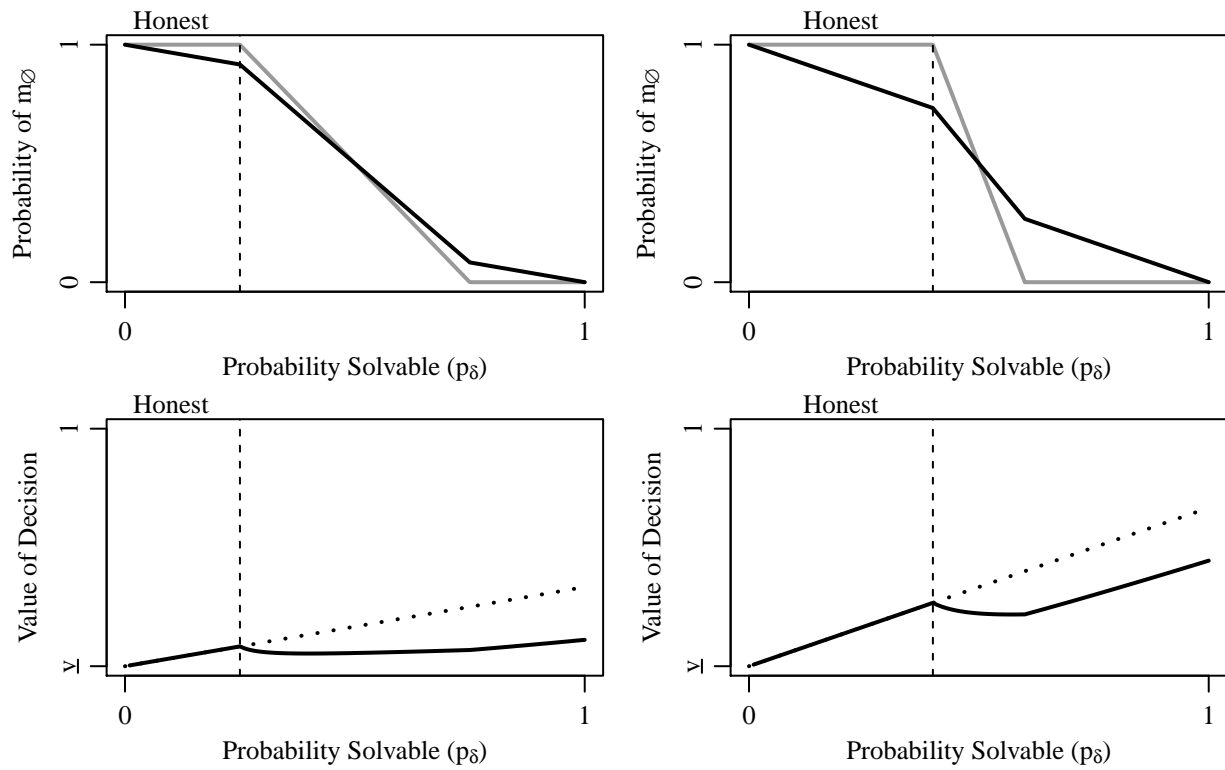 Honest
Probability of m∅
1
0
0
1
Probability Solvable (pδ)
Honest
Probability of m∅
1
0
0
1
Probability Solvable (pδ)
Honest
Value of Decision
1
v
0
1
Probability Solvable (pδ)
Honest
Value of Decision
1
v
0
1
Probability Solvable (pδ)